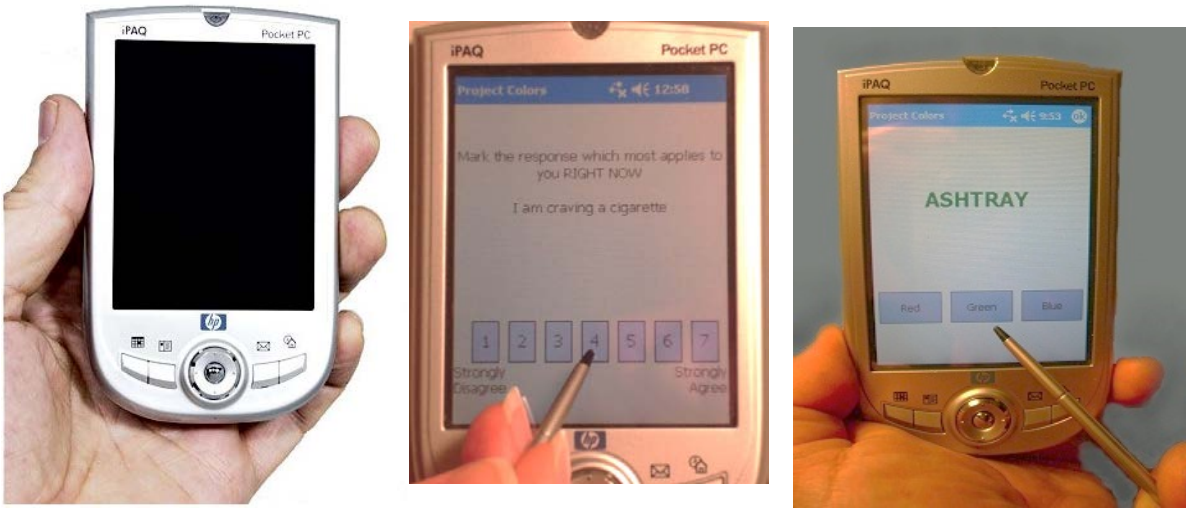 iPAQ
Pocket PC
hp
iPAQ
Pocket PC
Project Colors 12:58
Mark the response which most applies to
you RIGHT NOW
I am craving a cigarette
1 2 3 4 5 6 7
Strongly
Disagree
Strongly
Agree
hp
iPAQ
Pocket PC
Project Colors 9:53 ok
ASHTRAY
Red Green Blue
hp